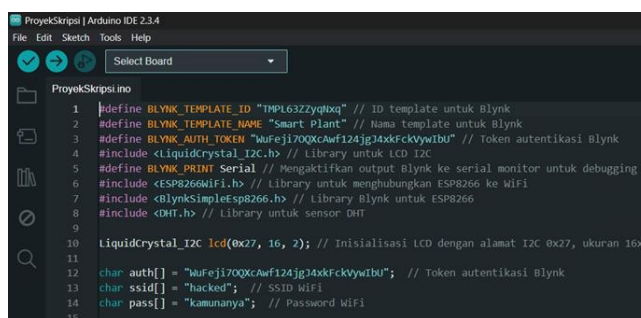 ProyekSkripsi | Arduino IDE 2.3.4
File Edit Sketch Tools Help
Select Board
ProyekSkripsi.ino
1 #define BLYNK_TEMPLATE_ID "TMPL63ZZyqNxq" // ID template untuk Blynk
2 #define BLYNK_TEMPLATE_NAME "Smart Plant" // Nama template untuk Blynk
3 #define BLYNK_AUTH_TOKEN "WuFeji7OQXcAwf124jgJ4xkFckVywIbU" // Token autentikasi Blynk
4 #include <LiquidCrystal_I2C.h> // Library untuk LCD I2C
5 #define BLYNK_PRINT Serial // Mengaktifkan output Blynk ke serial monitor untuk debugging
6 #include <ESP8266WiFi.h> // Library untuk menghubungkan ESP8266 ke WiFi
7 #include <BlynkSimpleEsp8266.h> // Library Blynk untuk ESP8266
8 #include <DHT.h> // Library untuk sensor DHT
9
10 LiquidCrystal_I2C lcd(0x27, 16, 2); // Inisialisasi LCD dengan alamat I2C 0x27, ukuran 16x
11
12 char auth[] = "WuFeji7OQXcAwf124jgJ4xkFckVywIbU"; // Token autentikasi Blynk
13 char ssid[] = "hacked"; // SSID WiFi
14 char pass[] = "kamunanya"; // Password WiFi
15